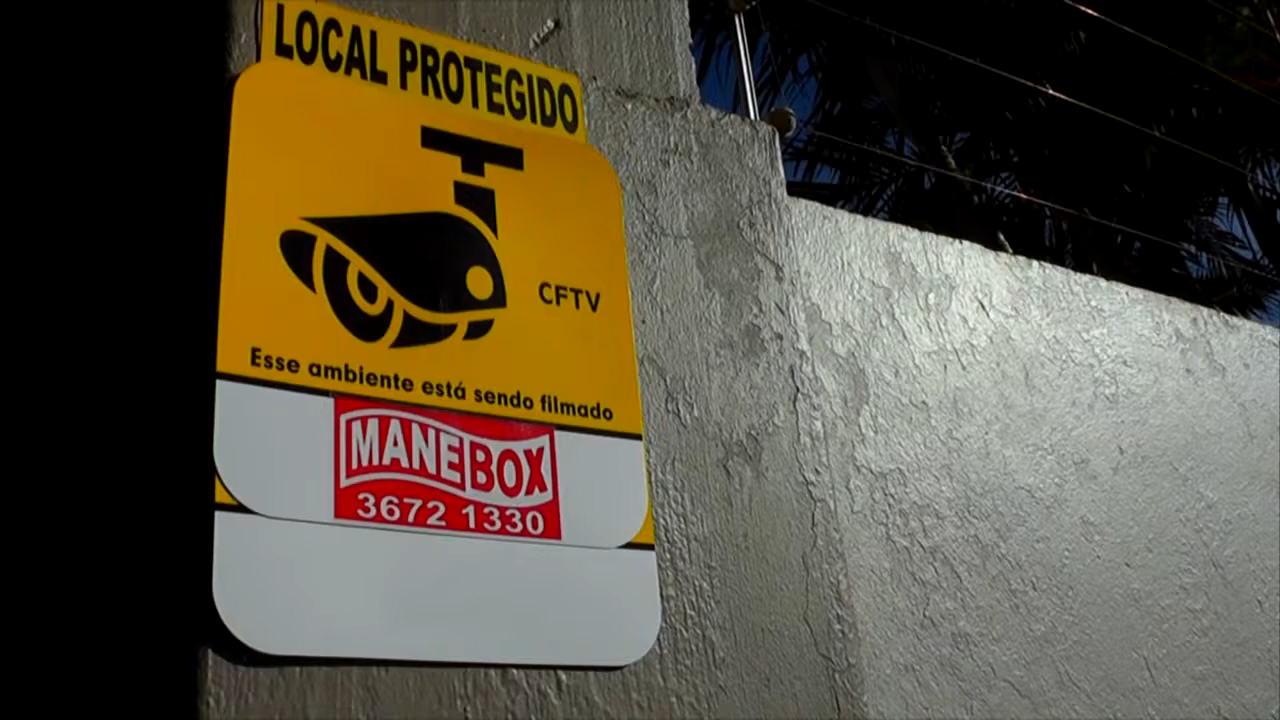 LOCAL PROTEGIDO
CFTV
Esse ambiente está sendo filmado
MANEBOX
3672 1330